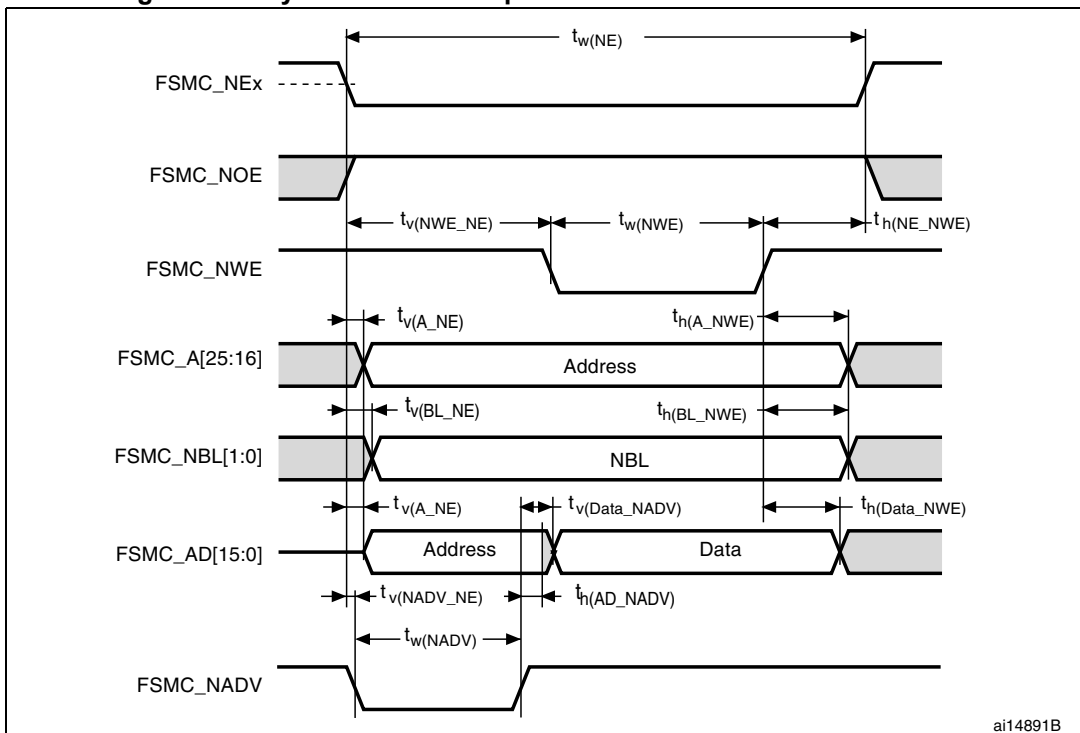 t_w(NE)
FSMC_NEx
FSMC_NOE
t_v(NWE_NE)
t_w(NWE)
t_h(NE_NWE)
FSMC_NWE
t_v(A_NE)
t_h(A_NWE)
FSMC_A[25:16]
Address
t_v(BL_NE)
t_h(BL_NWE)
FSMC_NBL[1:0]
NBL
t_v(A_NE)
t_v(Data_NADV)
t_h(Data_NWE)
FSMC_AD[15:0]
Address
Data
t_v(NADV_NE)
t_h(AD_NADV)
t_w(NADV)
FSMC_NADV
ai14891B